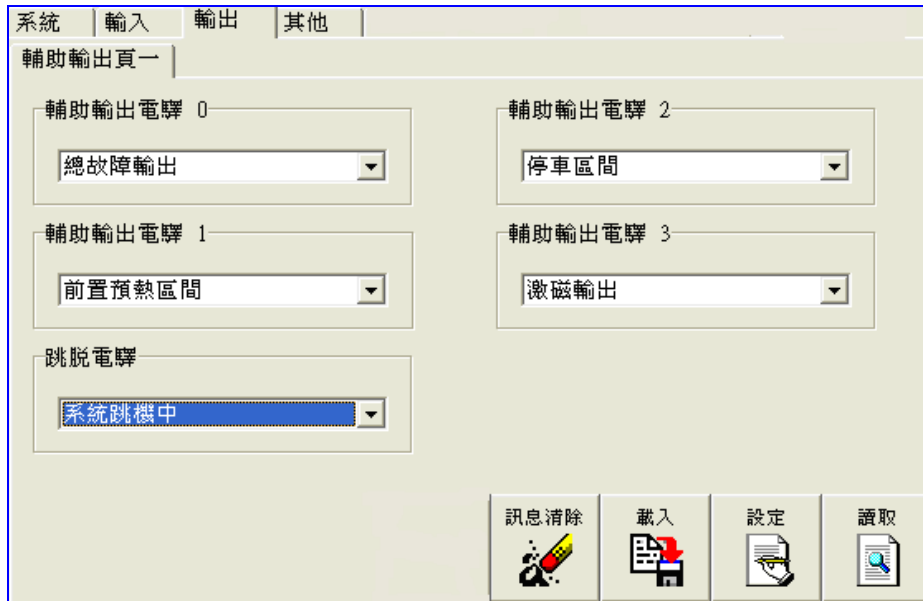 系統 輸入 輸出 其他
輔助輸出頁一
輔助輸出電驛 0
總故障輸出
輔助輸出電驛 2
停車區間
輔助輸出電驛 1
前置預熱區間
輔助輸出電驛 3
激磁輸出
跳脱電驛
系統跳機中
訊息清除 載入 設定 讀取